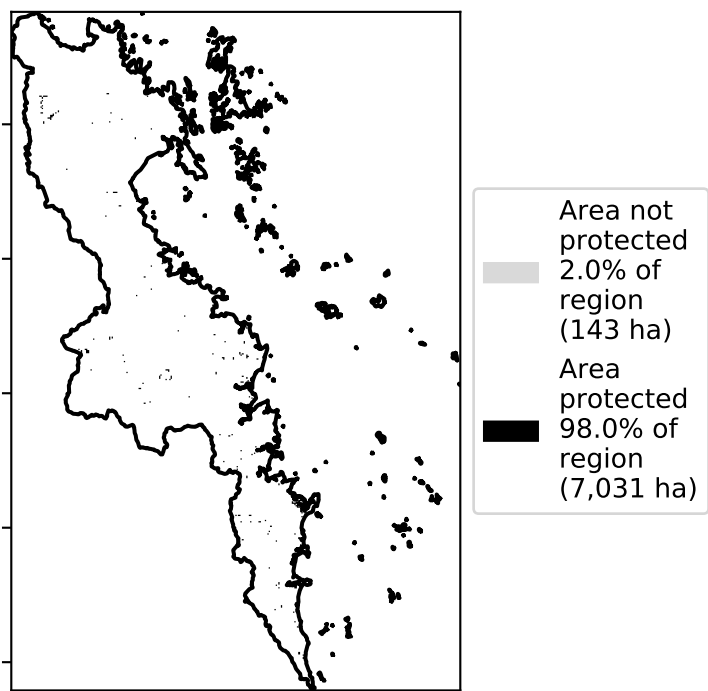 Area not
protected
2.0% of
region
(143 ha)
Area
protected
98.0% of
region
(7,031 ha)